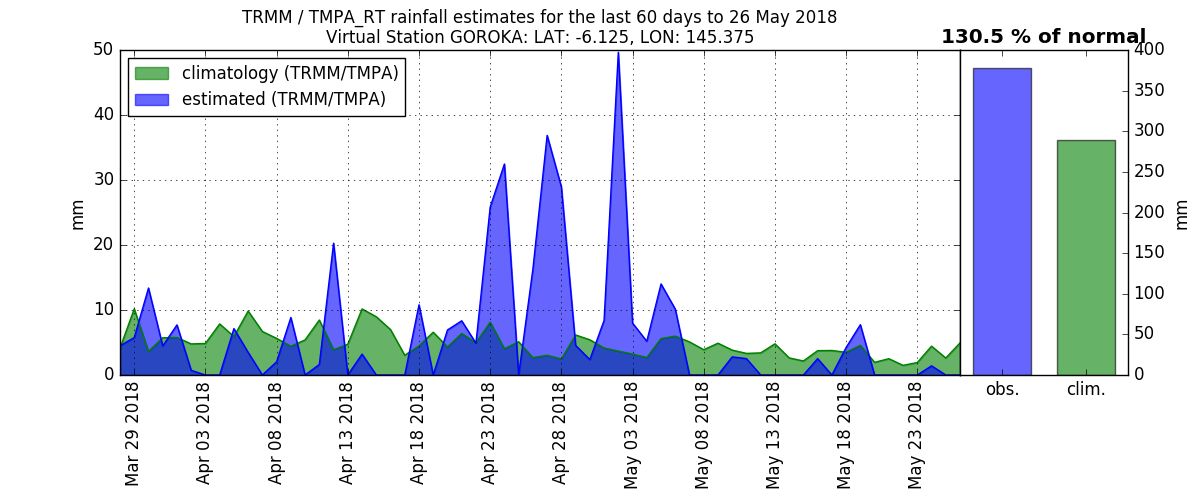 TRMM / TMPA_RT rainfall estimates for the last 60 days to 26 May 2018
Virtual Station GOROKA: LAT: -6.125, LON: 145.375
130.5 % of normal
climatology (TRMM/TMPA)
estimated (TRMM/TMPA)
50
40
30
20
10
0
mm
400
350
300
250
200
150
100
50
0
mm
obs.
clim.
Mar 29 2018
Apr 03 2018
Apr 08 2018
Apr 13 2018
Apr 18 2018
Apr 23 2018
Apr 28 2018
May 03 2018
May 08 2018
May 13 2018
May 18 2018
May 23 2018